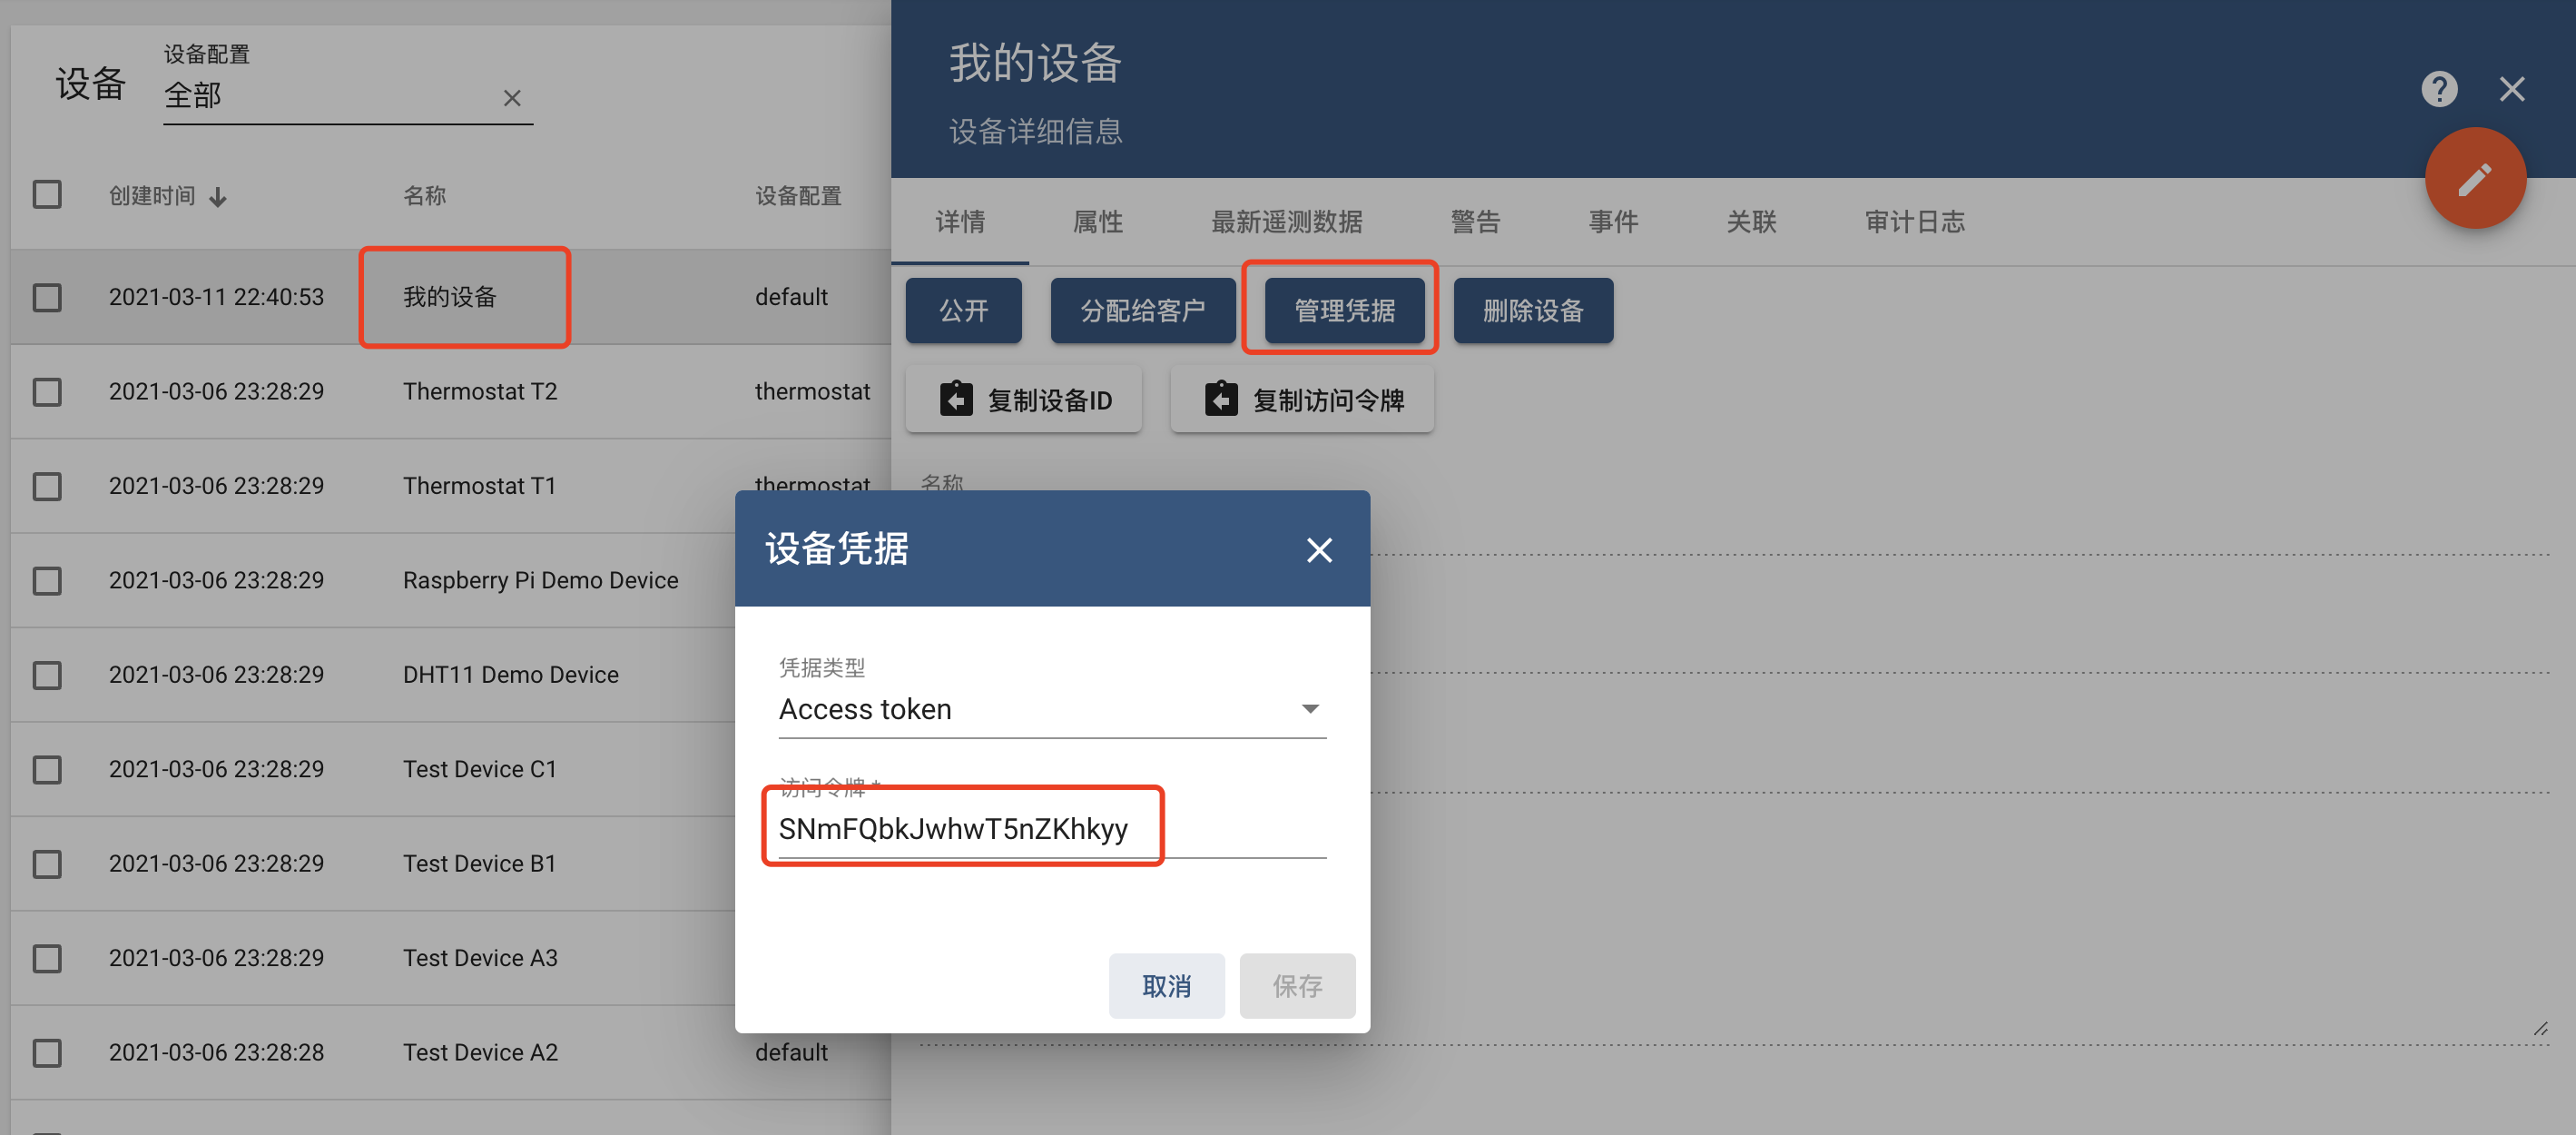 设备
设备配置
全部
创建时间 名称 设备配置
2021-03-11 22:40:53 我的设备 default
2021-03-06 23:28:29 Thermostat T2 thermostat
2021-03-06 23:28:29 Thermostat T1 thermostat
2021-03-06 23:28:29 Raspberry Pi Demo Device
2021-03-06 23:28:29 DHT11 Demo Device
2021-03-06 23:28:29 Test Device C1
2021-03-06 23:28:29 Test Device B1
2021-03-06 23:28:29 Test Device A3
2021-03-06 23:28:28 Test Device A2 default
我的设备
设备详细信息
详情 属性 最新遥测数据 警告 事件 关联 审计日志
公开 分配给客户 管理凭据 删除设备
复制设备ID 复制访问令牌
名称
设备凭据
凭据类型
Access token
访问令牌 *
SNmFQbkJwhwT5nZKhkyy
取消 保存